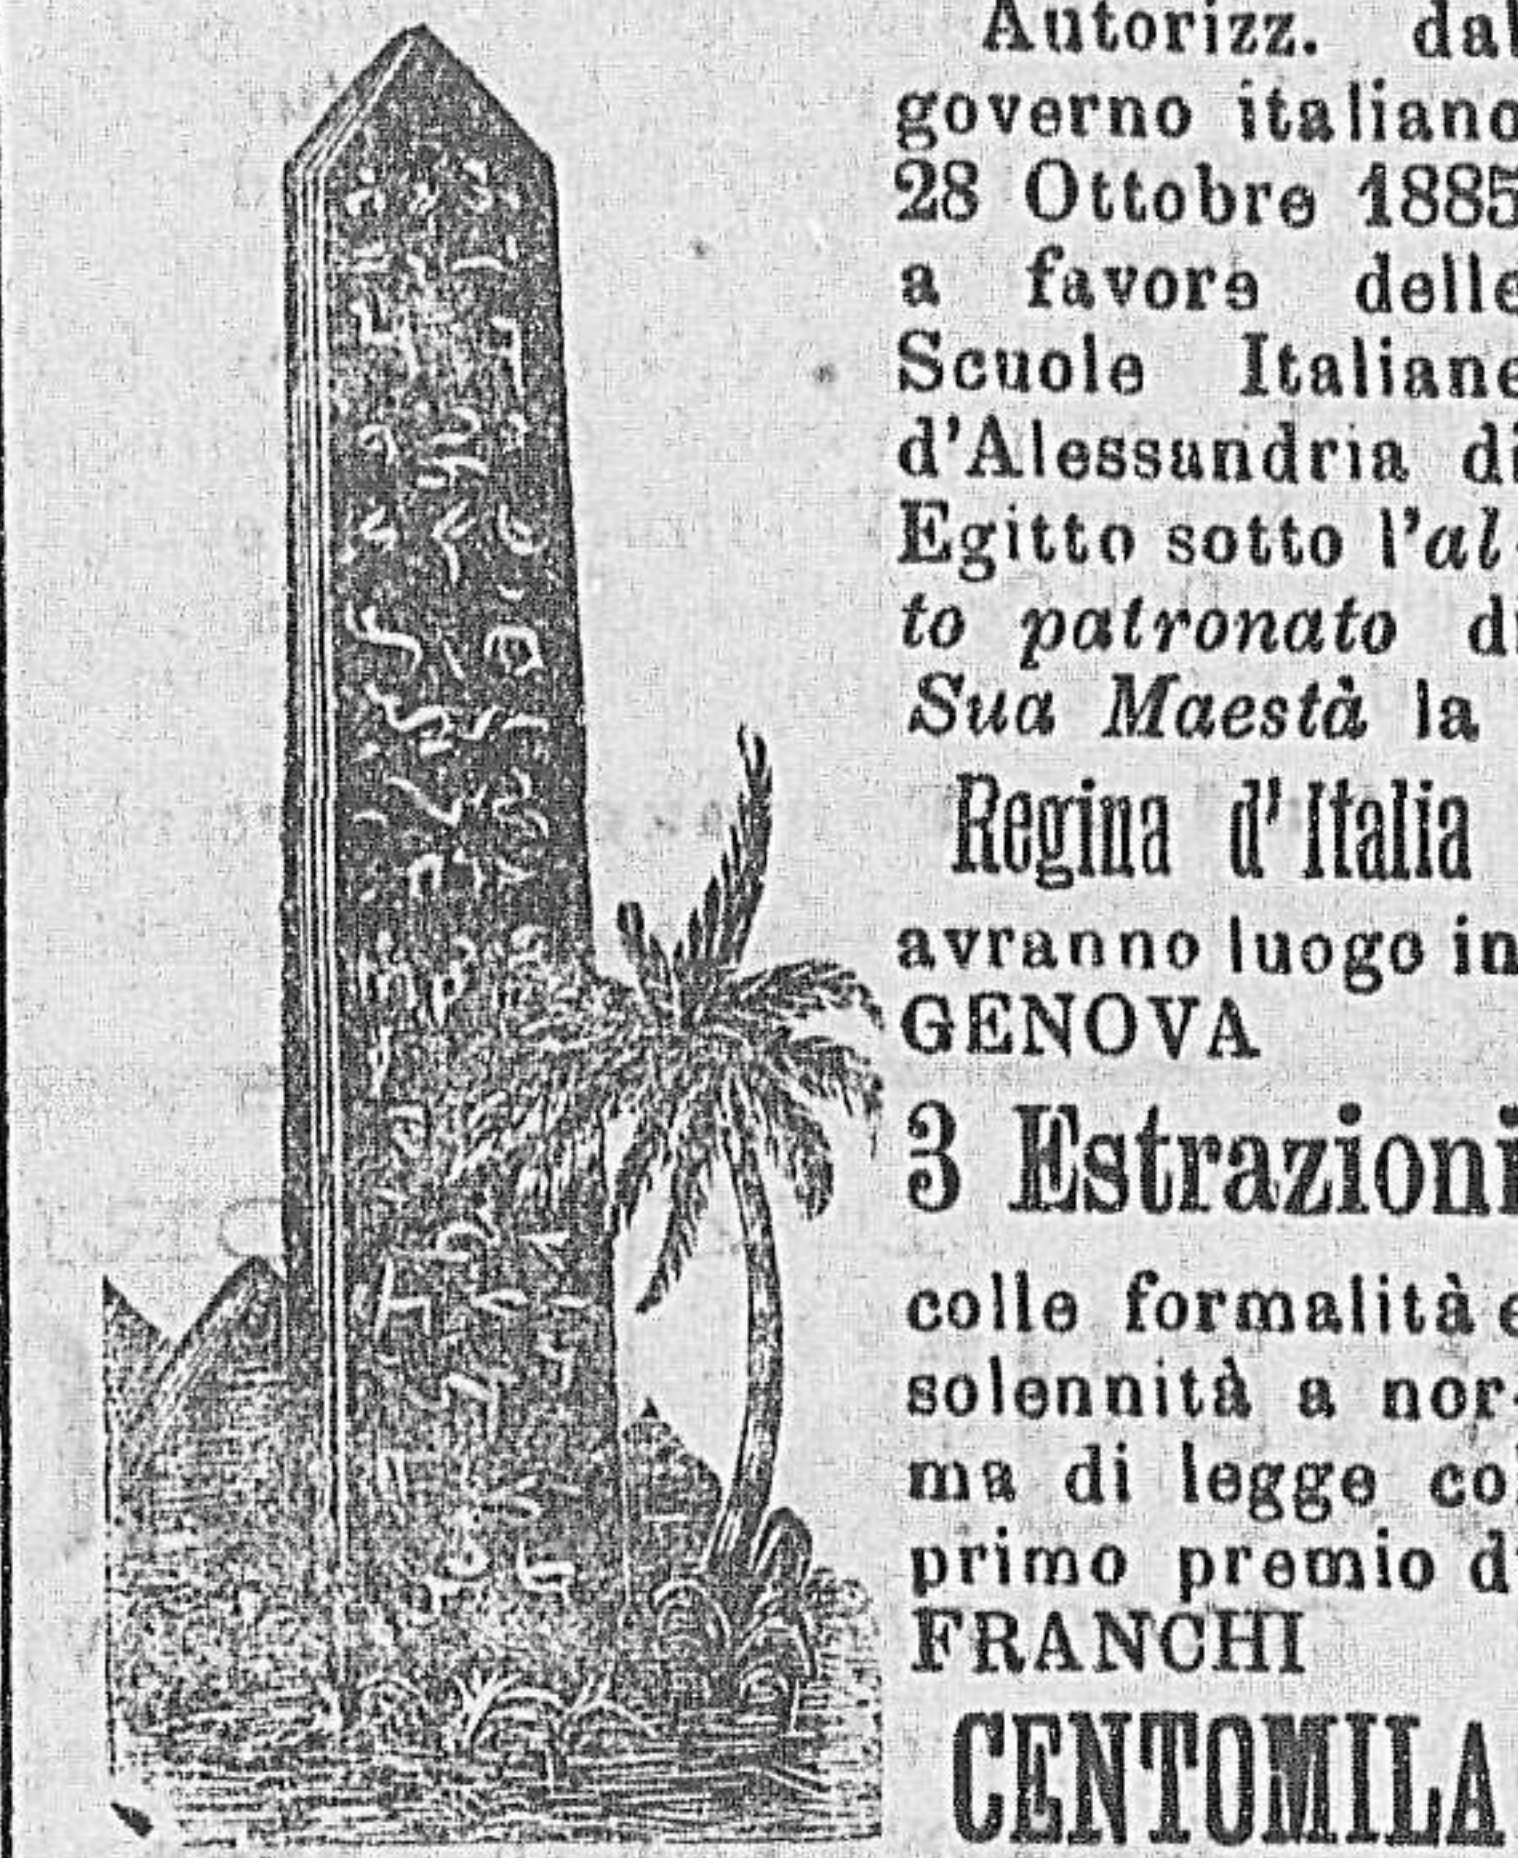 Autorizz. dal
governo italiano
28 Ottobre 1885
a favore delle
Scuole Italiane
d'Alessandria di
Egitto sotto l'al-
to patronato di
Sua Maestà la
Regina d'Italia
avranno luogo in
GENOVA
3 Estrazioni
colle formalità e
solennità a nor-
ma di legge col
primo premio di
FRANCHI
CENTOMILA